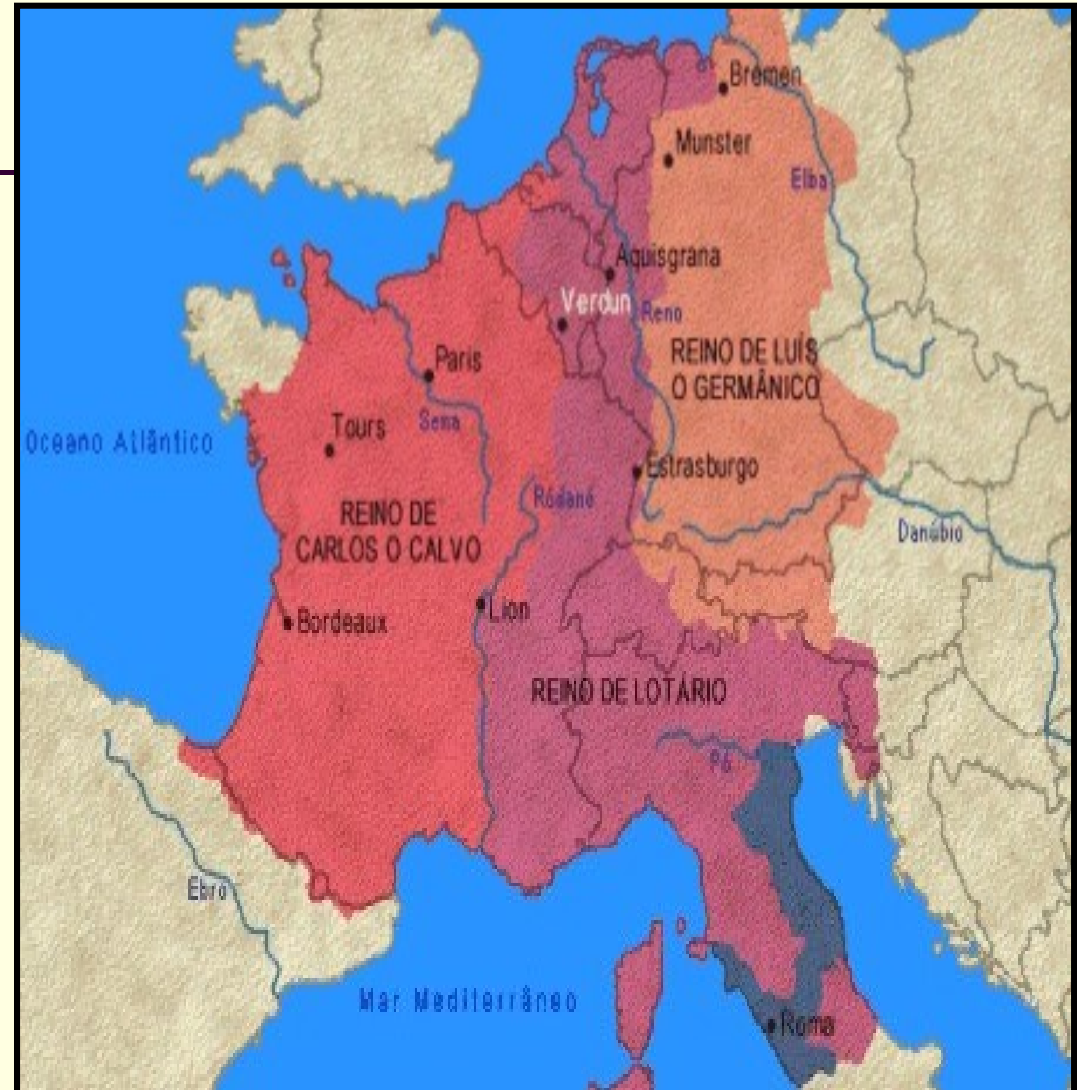 Bremen
Munster
Elba
Aquisgrana
Verdun
Reno
REINO DE LUÍS
O GERMÂNICO
Paris
Sena
Tours
Oceano Atlântico
Estrasburgo
Ródano
REINO DE
CARLOS O CALVO
Danúbio
Lion
Bordeaux
REINO DE LOTÁRIO
Pó
Ebro
Mar Mediterrâneo
Roma